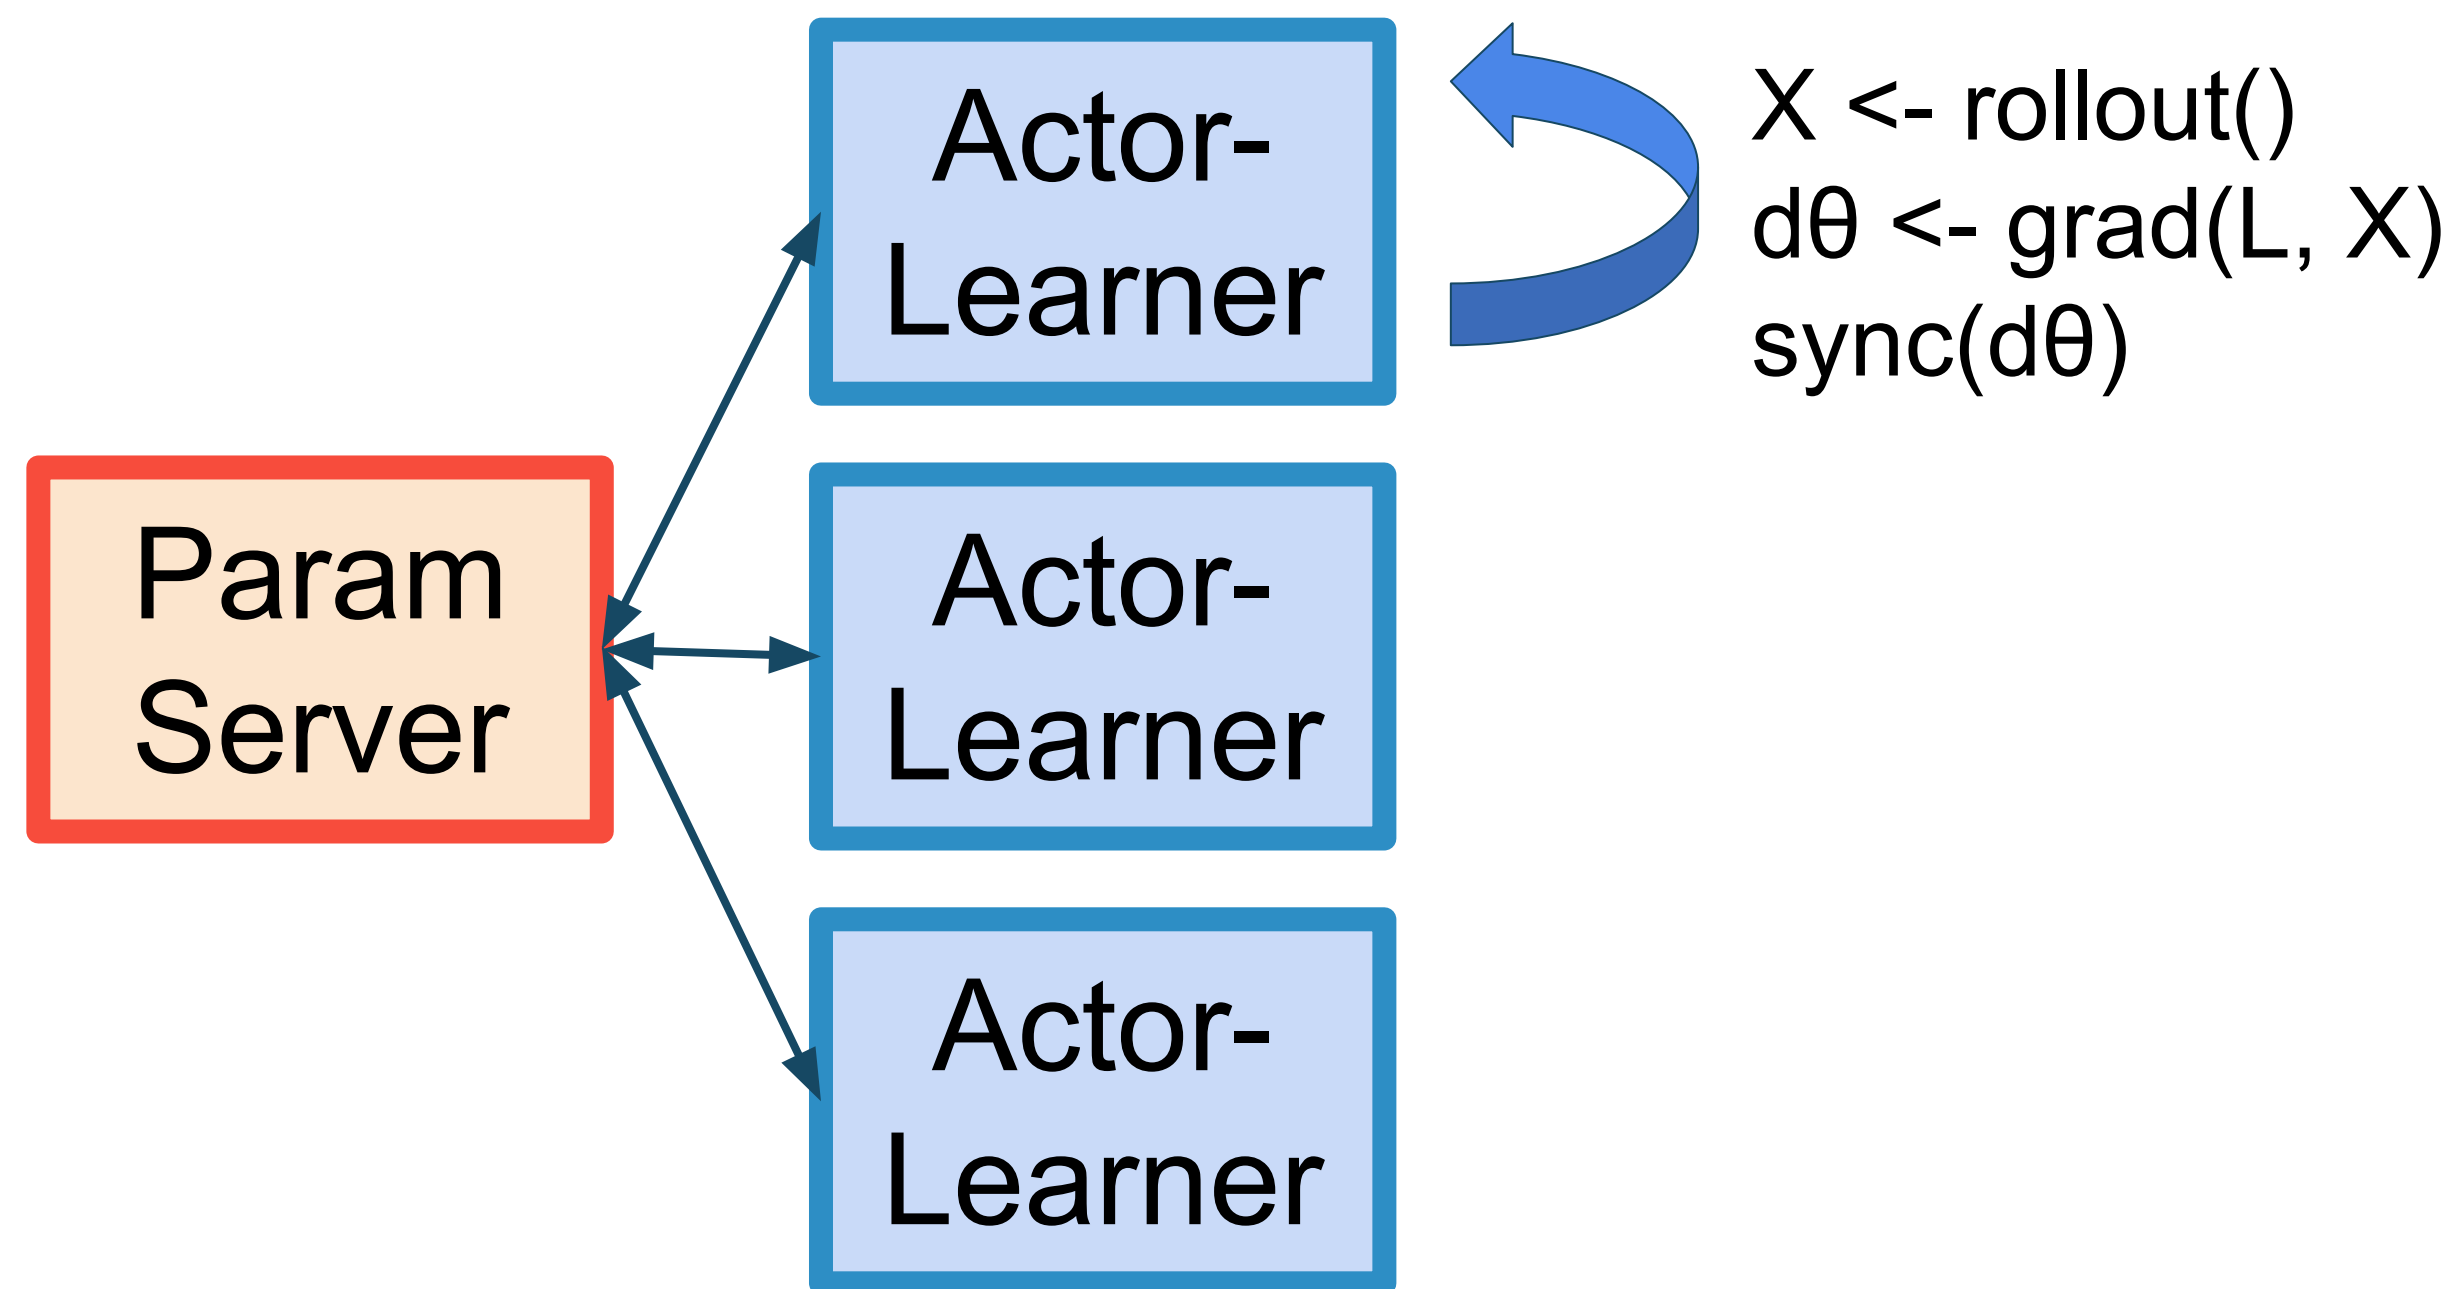 Actor-
Learner
X <- rollout()
dθ <- grad(L, X)
sync(dθ)
Param
Server
Actor-
Learner
Actor-
Learner